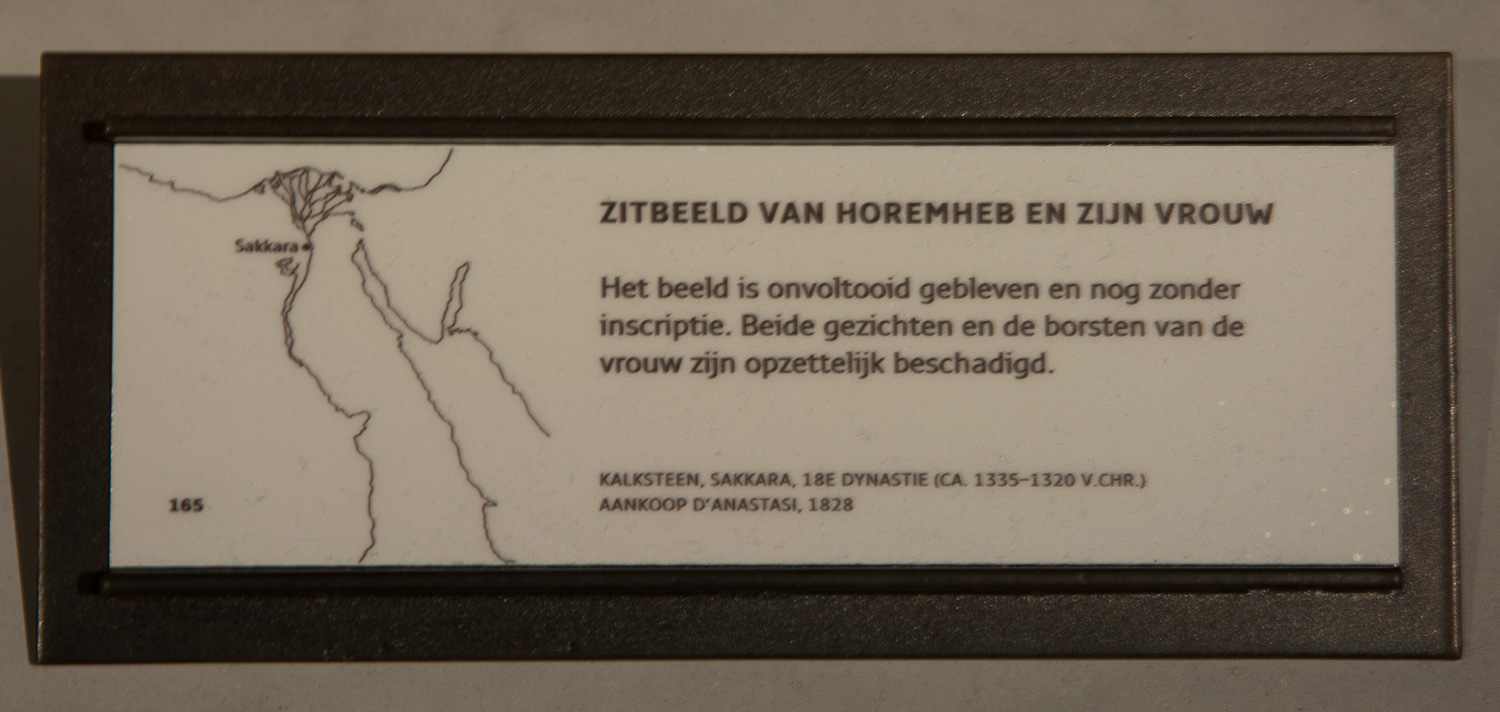 Sakkara
ZITBEELD VAN HOREMHEB EN ZIJN VROUW
Het beeld is onvoltooid gebleven en nog zonder
inscriptie. Beide gezichten en de borsten van de
vrouw zijn opzettelijk beschadigd.
KALKSTEEN, SAKKARA, 18E DYNASTIE (CA. 1335–1320 V.CHR.)
AANKOOP D'ANASTASI, 1828
165